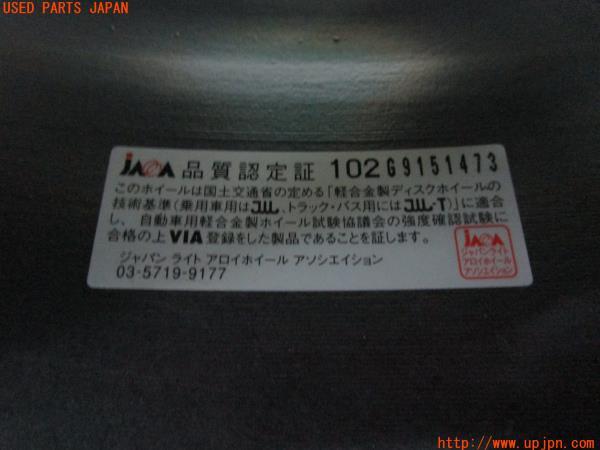 USED PARTS JAPAN
JAWA 品質認定証 102G9151473
このホイールは国土交通省の定める「軽合金製ディスクホイールの
技術基準(乗用車用はJWL、トラック・バス用にはJWL-T)」に適合
し、自動車用軽合金製ホイール試験協議会の強度確認試験に
合格の上VIA登録をした製品であることを証します。
ジャパン ライト アロイホイール アソシエイション
03-5719-9177
JAWA
ジャパンライト
アロイホイール
アソシエイション
http://www.upjpn.com/